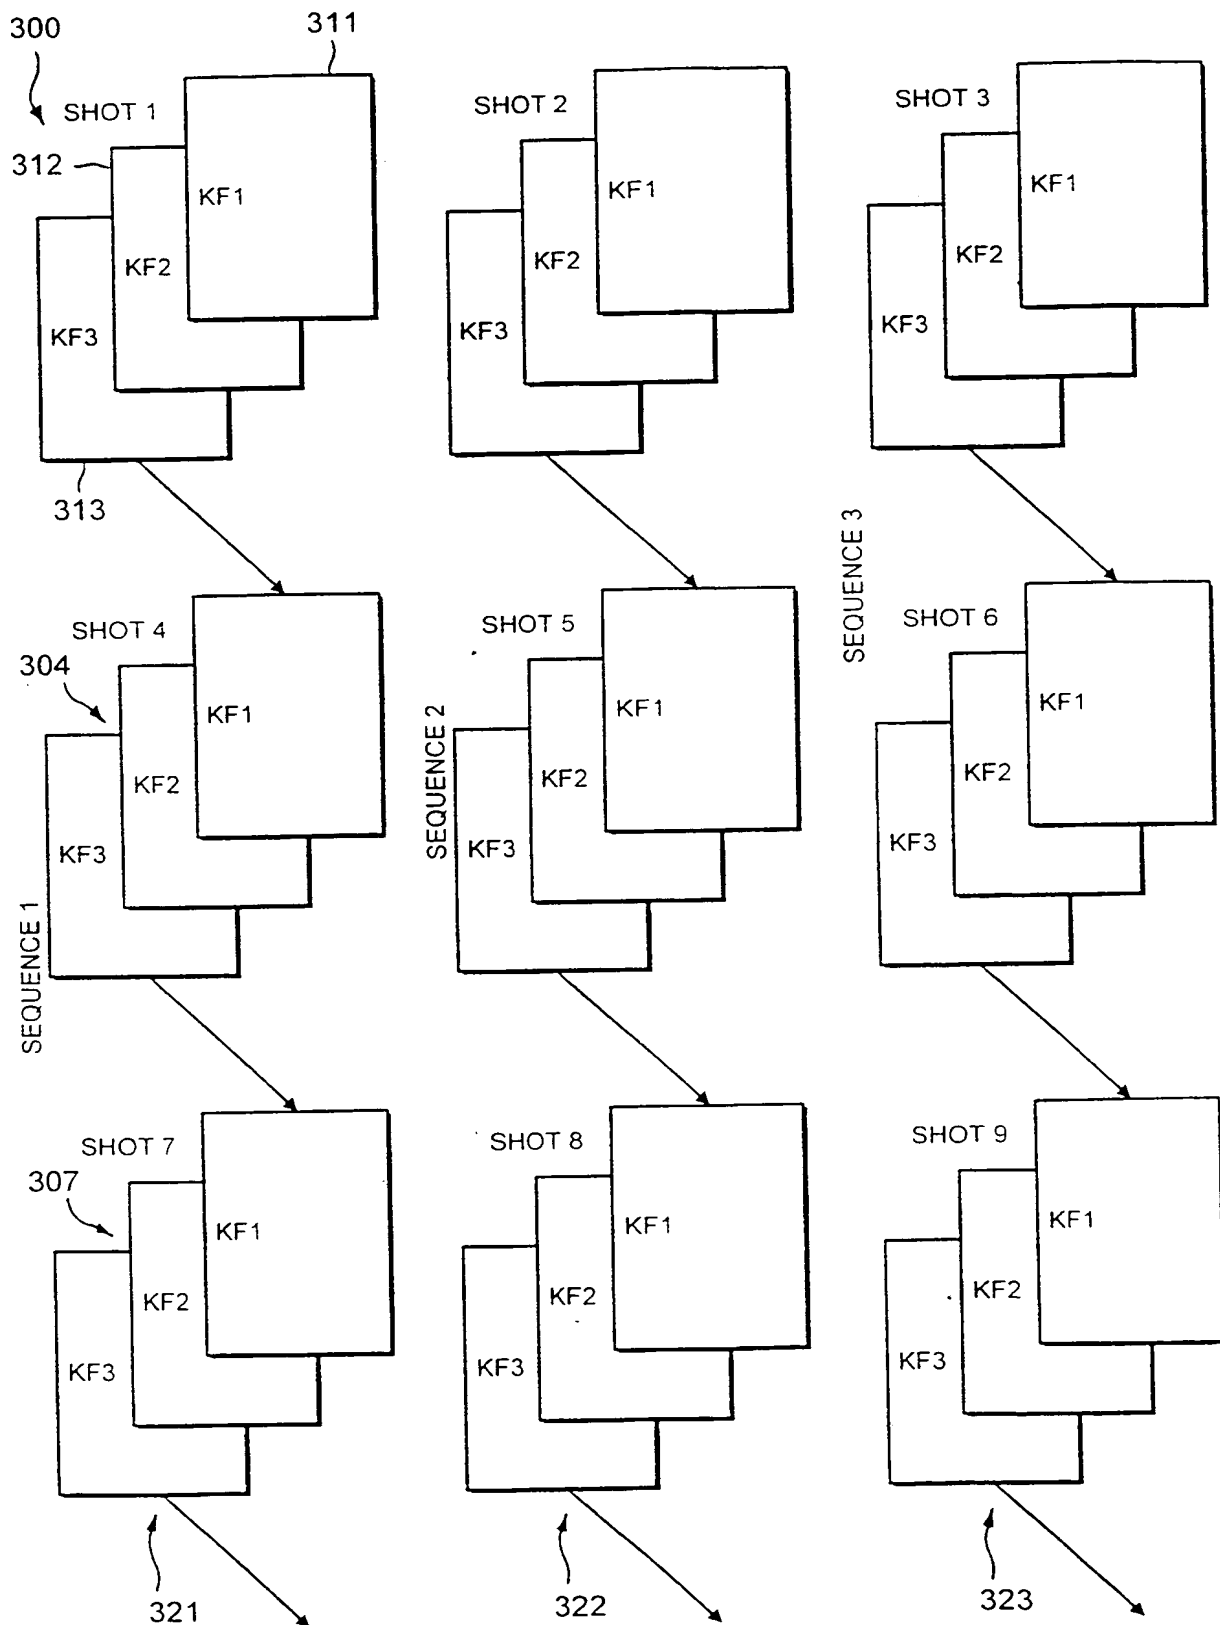 300
311
SHOT 1
SHOT 2
SHOT 3
312
KF1
KF2
KF3
KF1
KF2
KF3
KF1
KF2
KF3
313
SEQUENCE 1
SEQUENCE 2
SEQUENCE 3
SHOT 4
SHOT 5
SHOT 6
304
KF1
KF2
KF3
KF1
KF2
KF3
KF1
KF2
KF3
SHOT 7
SHOT 8
SHOT 9
307
KF1
KF2
KF3
KF1
KF2
KF3
KF1
KF2
KF3
321
322
323